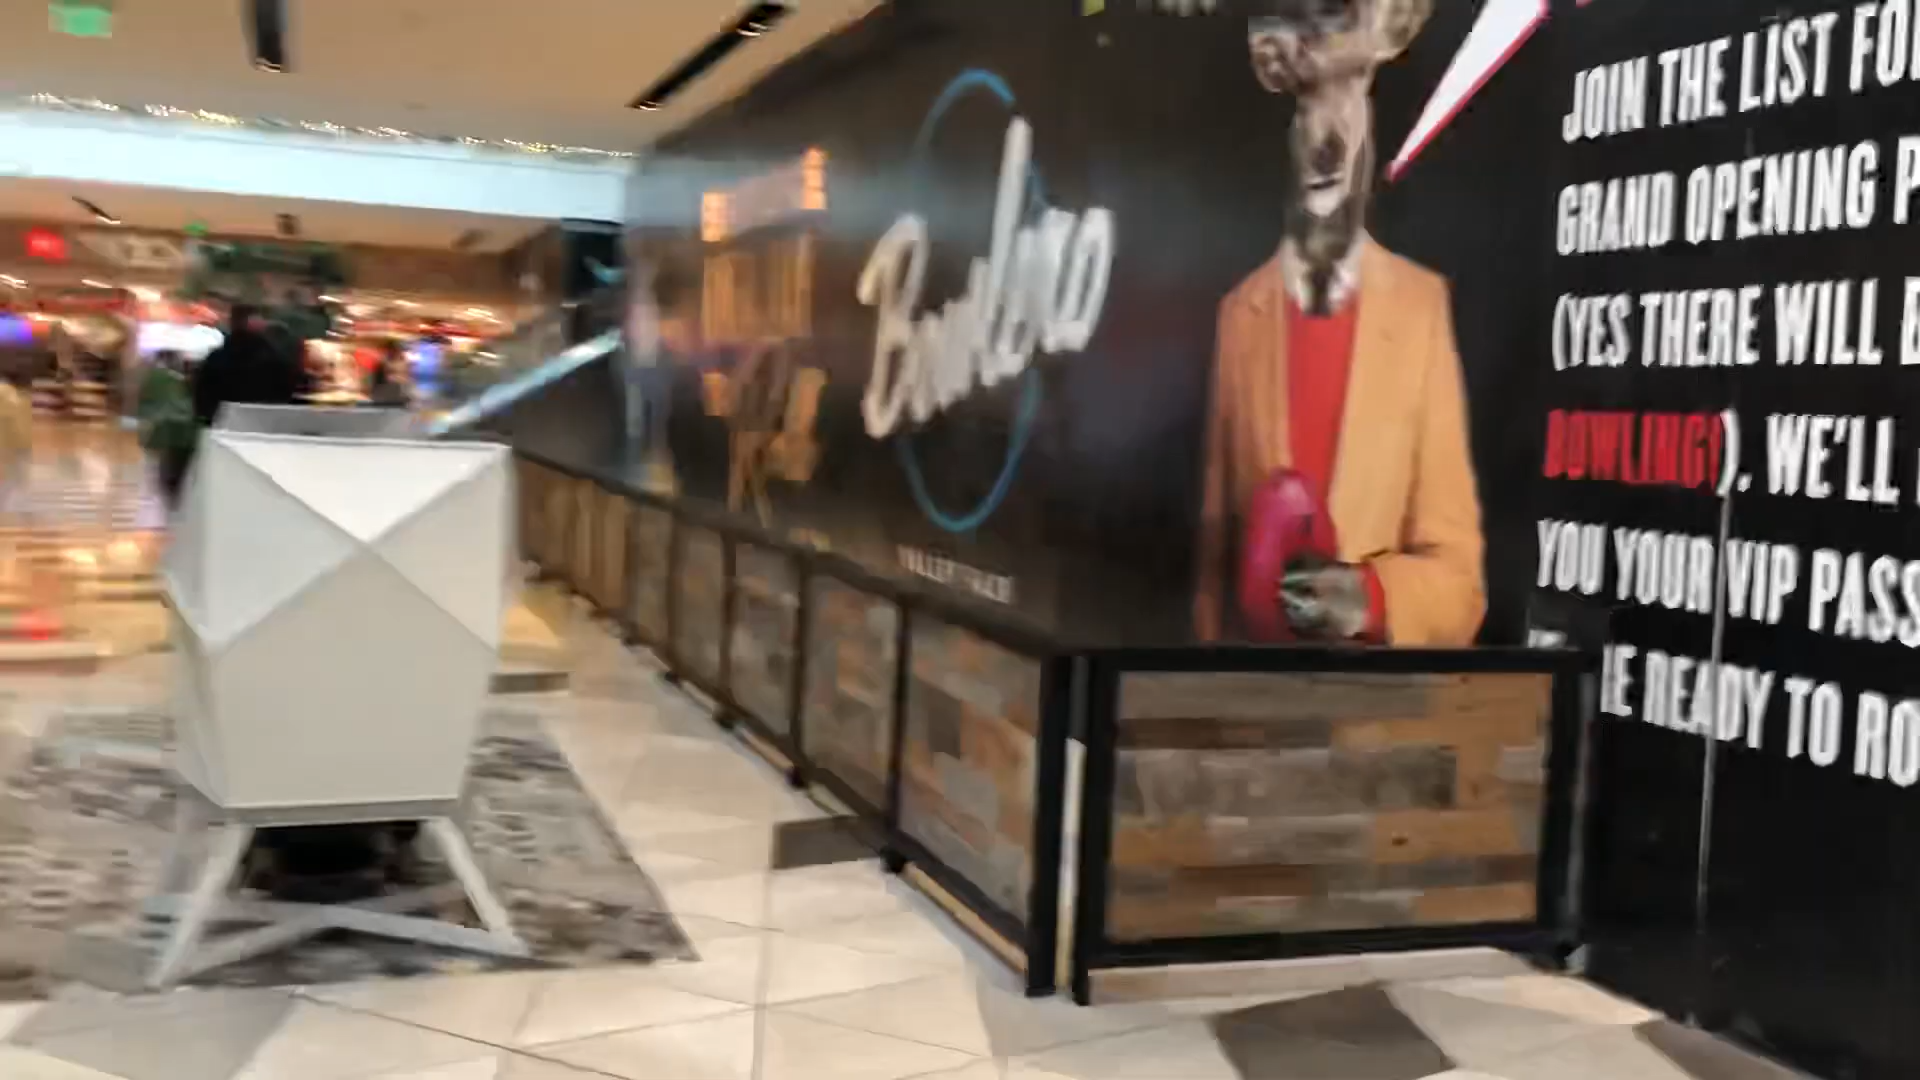 Bowlero
JOIN THE LIST FOR
GRAND OPENING P
(YES THERE WILL B
BOWLING!). WE'LL
YOU YOUR VIP PASS
READY TO RO